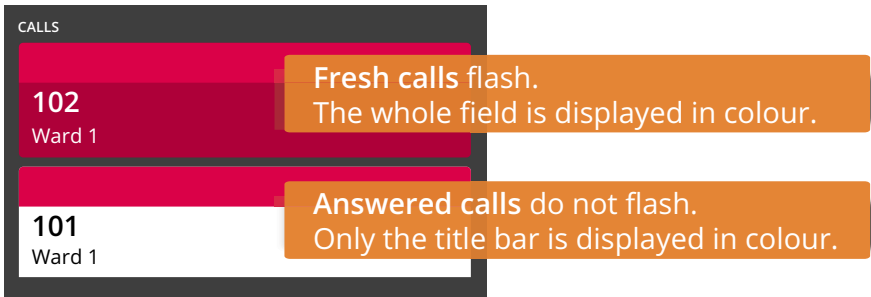 CALLS
102
Ward 1
Fresh calls flash.
The whole field is displayed in colour.
101
Ward 1
Answered calls do not flash.
Only the title bar is displayed in colour.